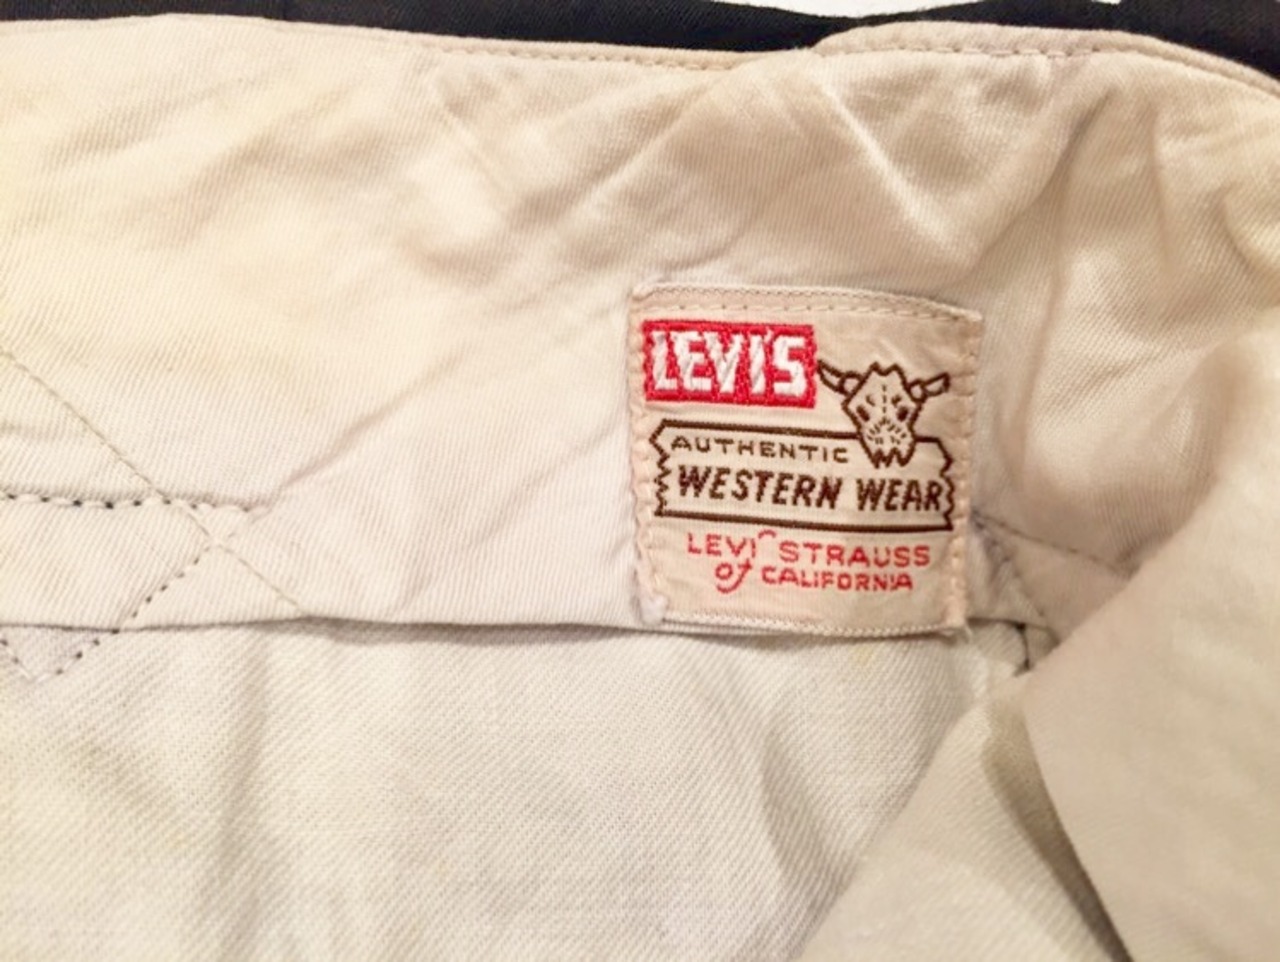 LEVI'S
AUTHENTIC
WESTERN WEAR
LEVI STRAUSS
of CALIFORNIA